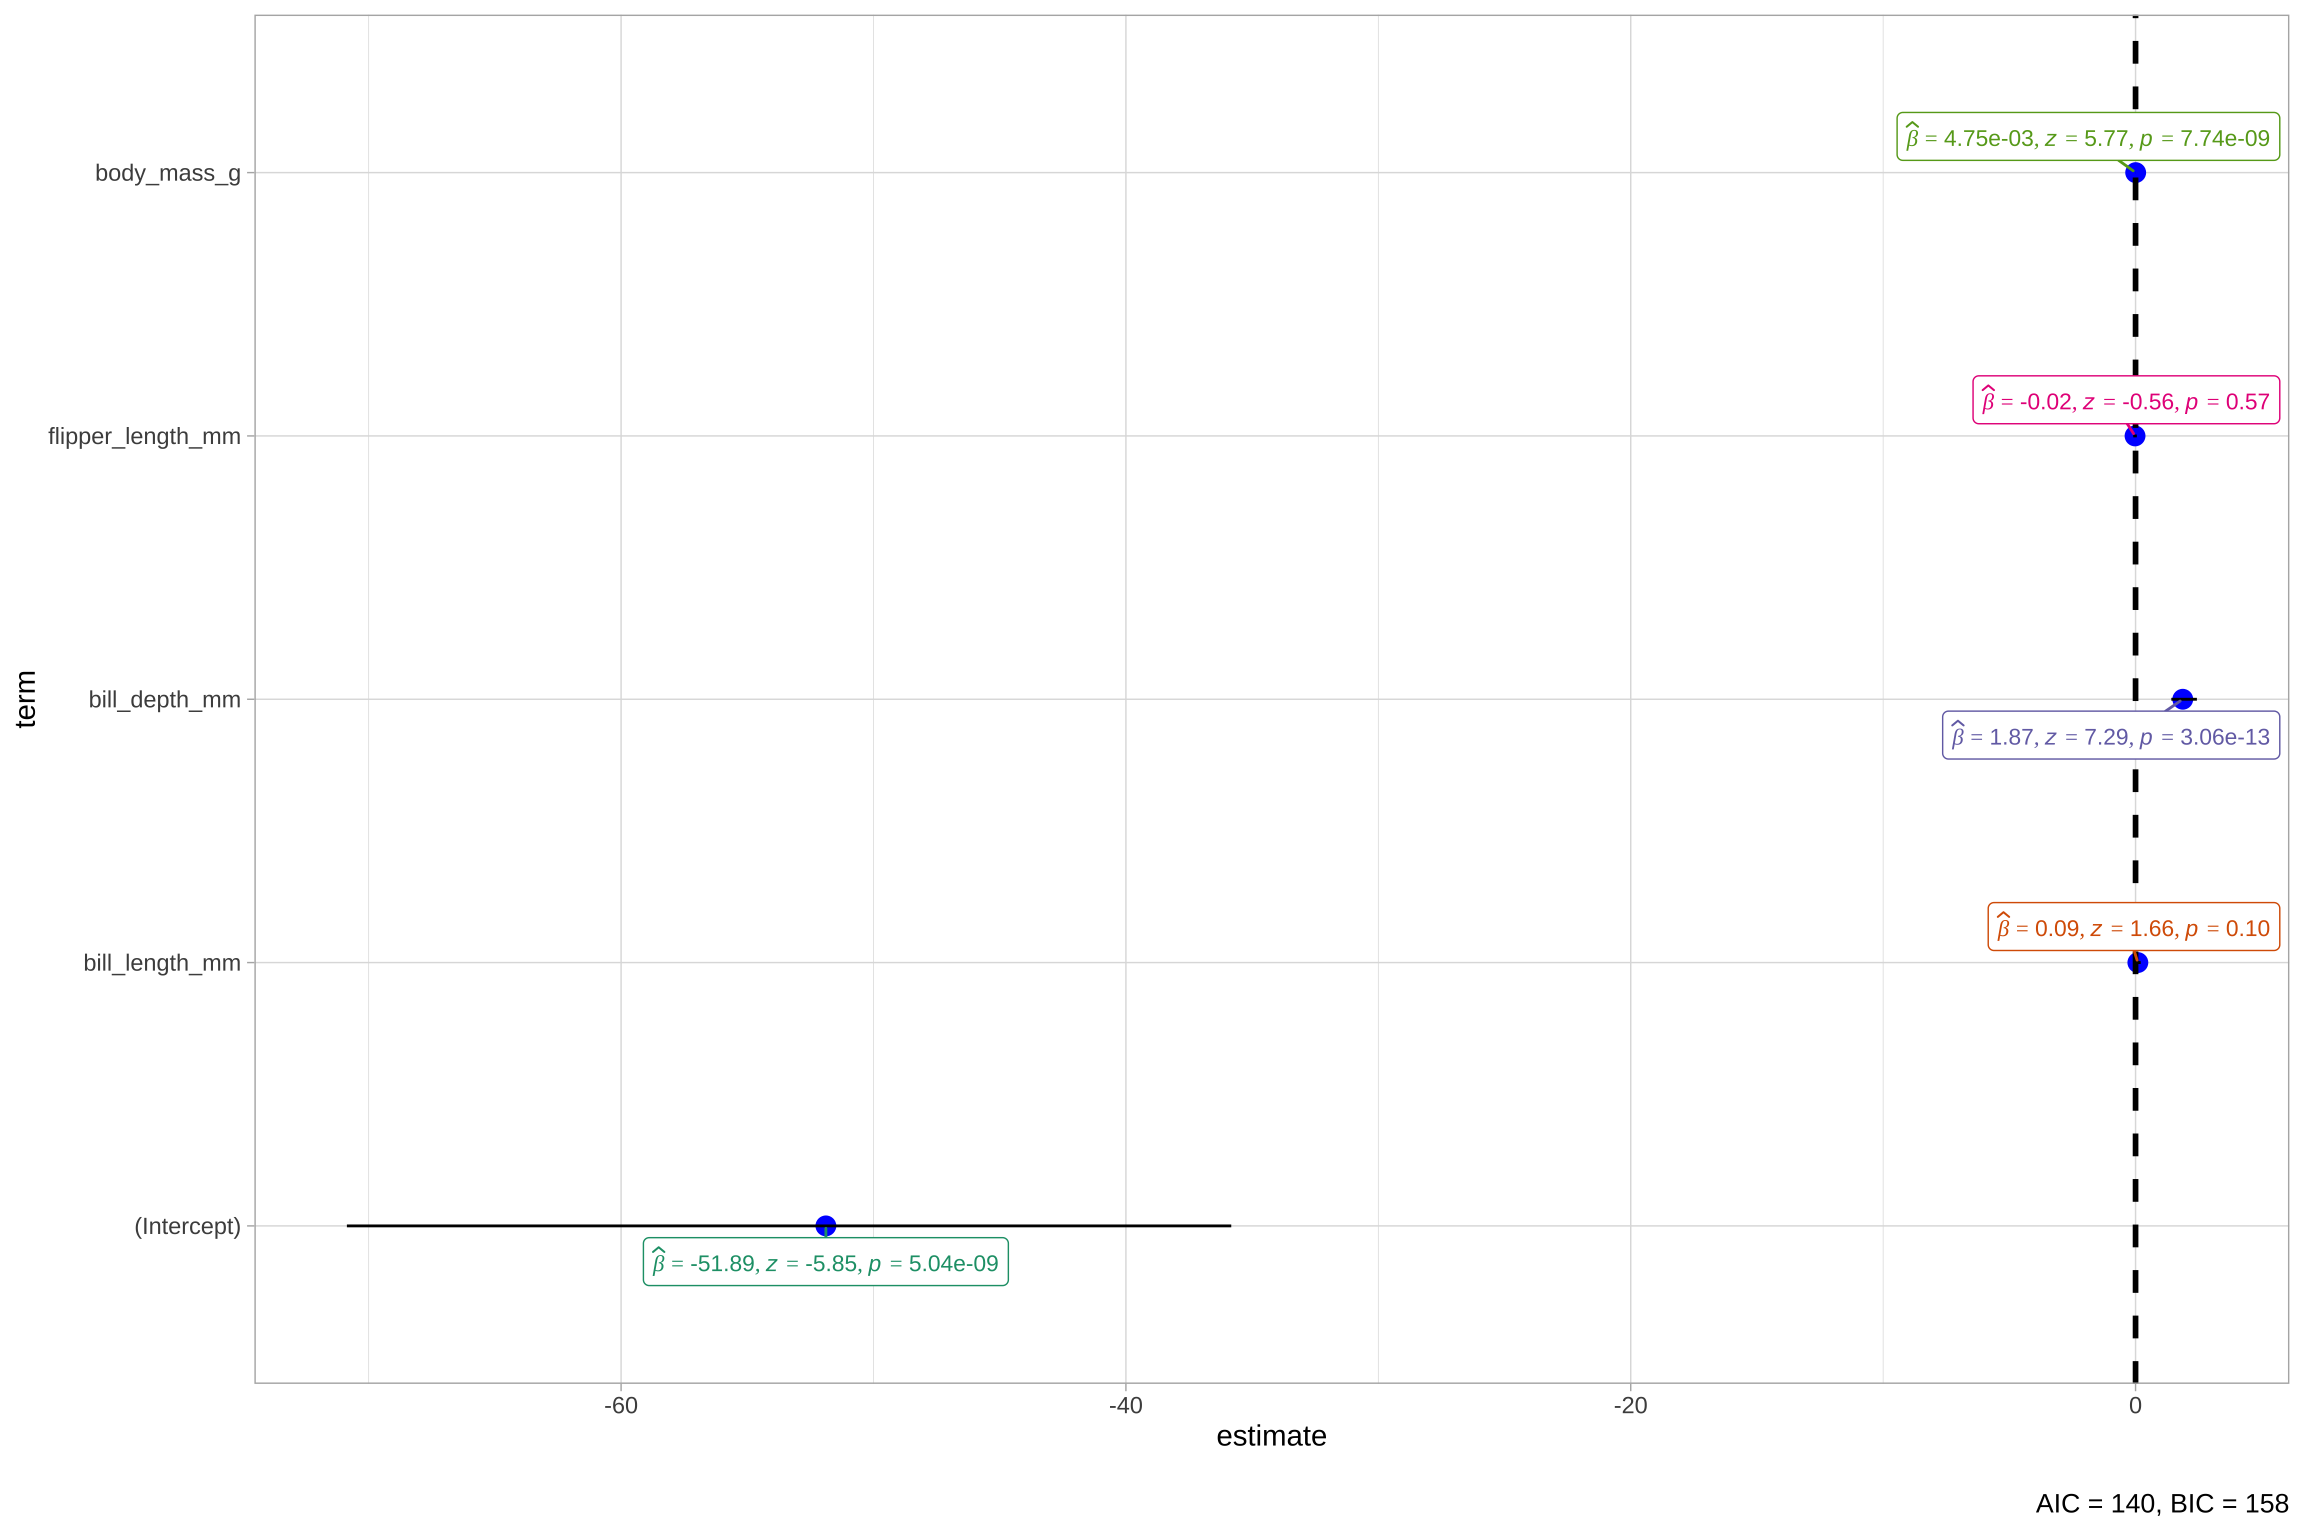 body_mass_g
β̂ = 4.75e-03, z = 5.77, p = 7.74e-09
flipper_length_mm
β̂ = -0.02, z = -0.56, p = 0.57
bill_depth_mm
β̂ = 1.87, z = 7.29, p = 3.06e-13
bill_length_mm
β̂ = 0.09, z = 1.66, p = 0.10
(Intercept)
β̂ = -51.89, z = -5.85, p = 5.04e-09
term
-60 -40 -20 0
estimate
AIC = 140, BIC = 158